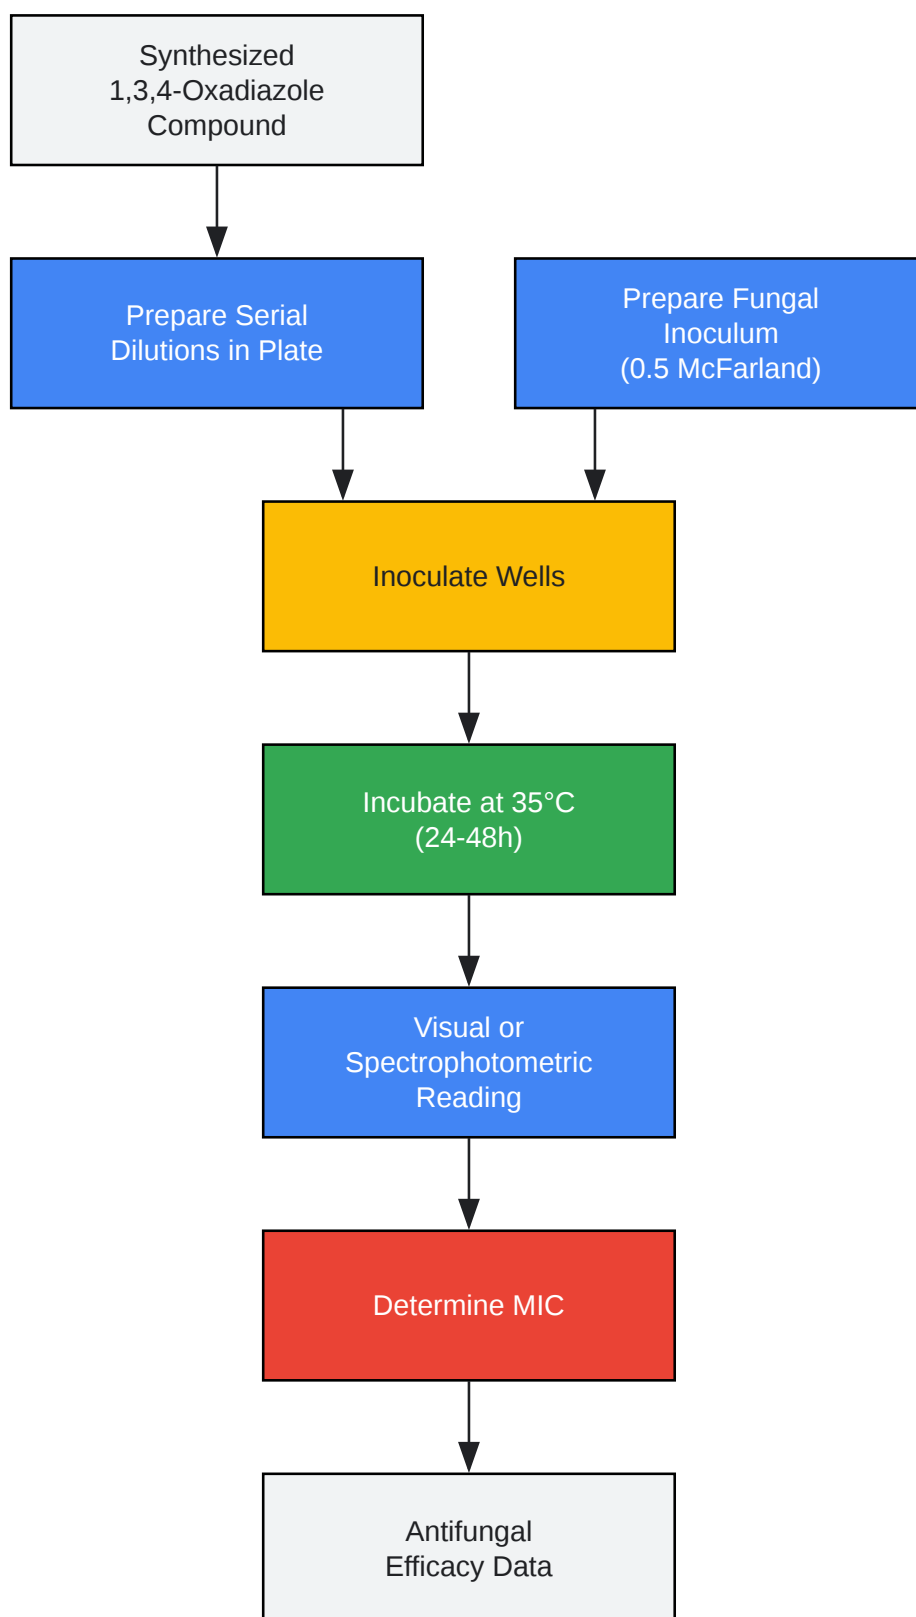 Synthesized
1,3,4-Oxadiazole
Compound
Prepare Serial
Dilutions in Plate
Prepare Fungal
Inoculum
(0.5 McFarland)
Inoculate Wells
Incubate at 35°C
(24-48h)
Visual or
Spectrophotometric
Reading
Determine MIC
Antifungal
Efficacy Data